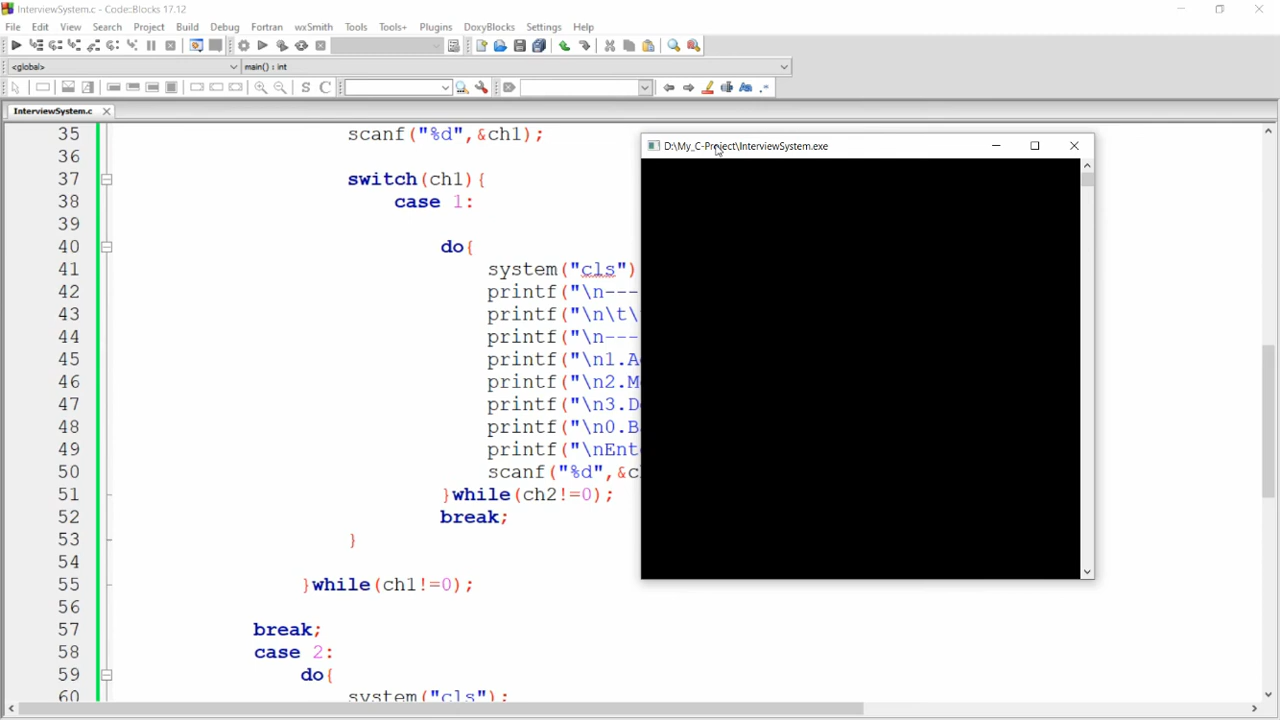 InterviewSystem.c - Code::Blocks 17.12
File Edit View Search Project Build Debug Fortran wxSmith Tools Tools+ Plugins DoxyBlocks Settings Help
<global> main() : int
S C
InterviewSystem.c
35 scanf("%d",&ch1);
36
37 switch(ch1){
38 case 1:
39
40 do{
41 system("cls")
42 printf("\n---
43 printf("\n\t\
44 printf("\n---
45 printf("\n1.A
46 printf("\n2.M
47 printf("\n3.D
48 printf("\n0.B
49 printf("\nEnt
50 scanf("%d",&c
51 }while(ch2!=0);
52 break;
53 }
54
55 }while(ch1!=0);
56
57 break;
58 case 2:
59 do{
60 system("cls");
D:\My_C-Project\InterviewSystem.exe